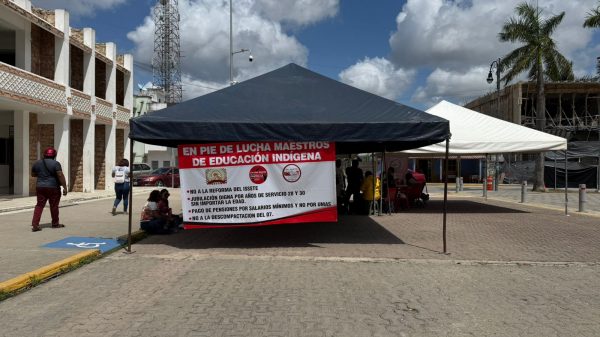 EN PIE DE LUCHA MAESTROS
DE EDUCACIÓN INDÍGENA
• NO A LA REFORMA DEL ISSSTE
• JUBILACIÓN DIGNA POR AÑOS DE SERVICIO 28 Y 30
SIN IMPORTAR LA EDAD.
• PAGO DE PENSIONES POR SALARIOS MÍNIMOS Y NO POR UMAS
• NO A LA DESCOMPACTACIÓN DEL 07.